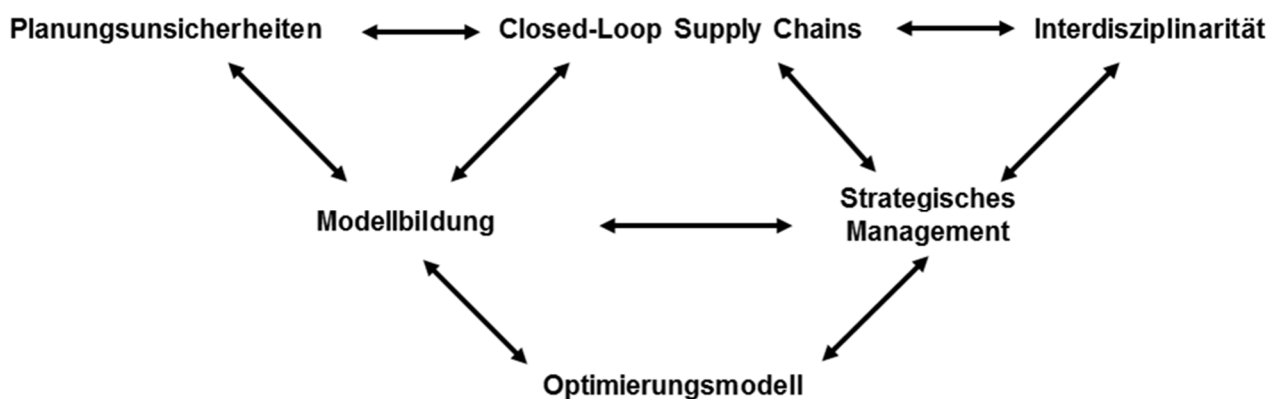 Planungsunsicherheiten
Closed-Loop Supply Chains
Interdisziplinarität
Modellbildung
Strategisches
Management
Optimierungsmodell